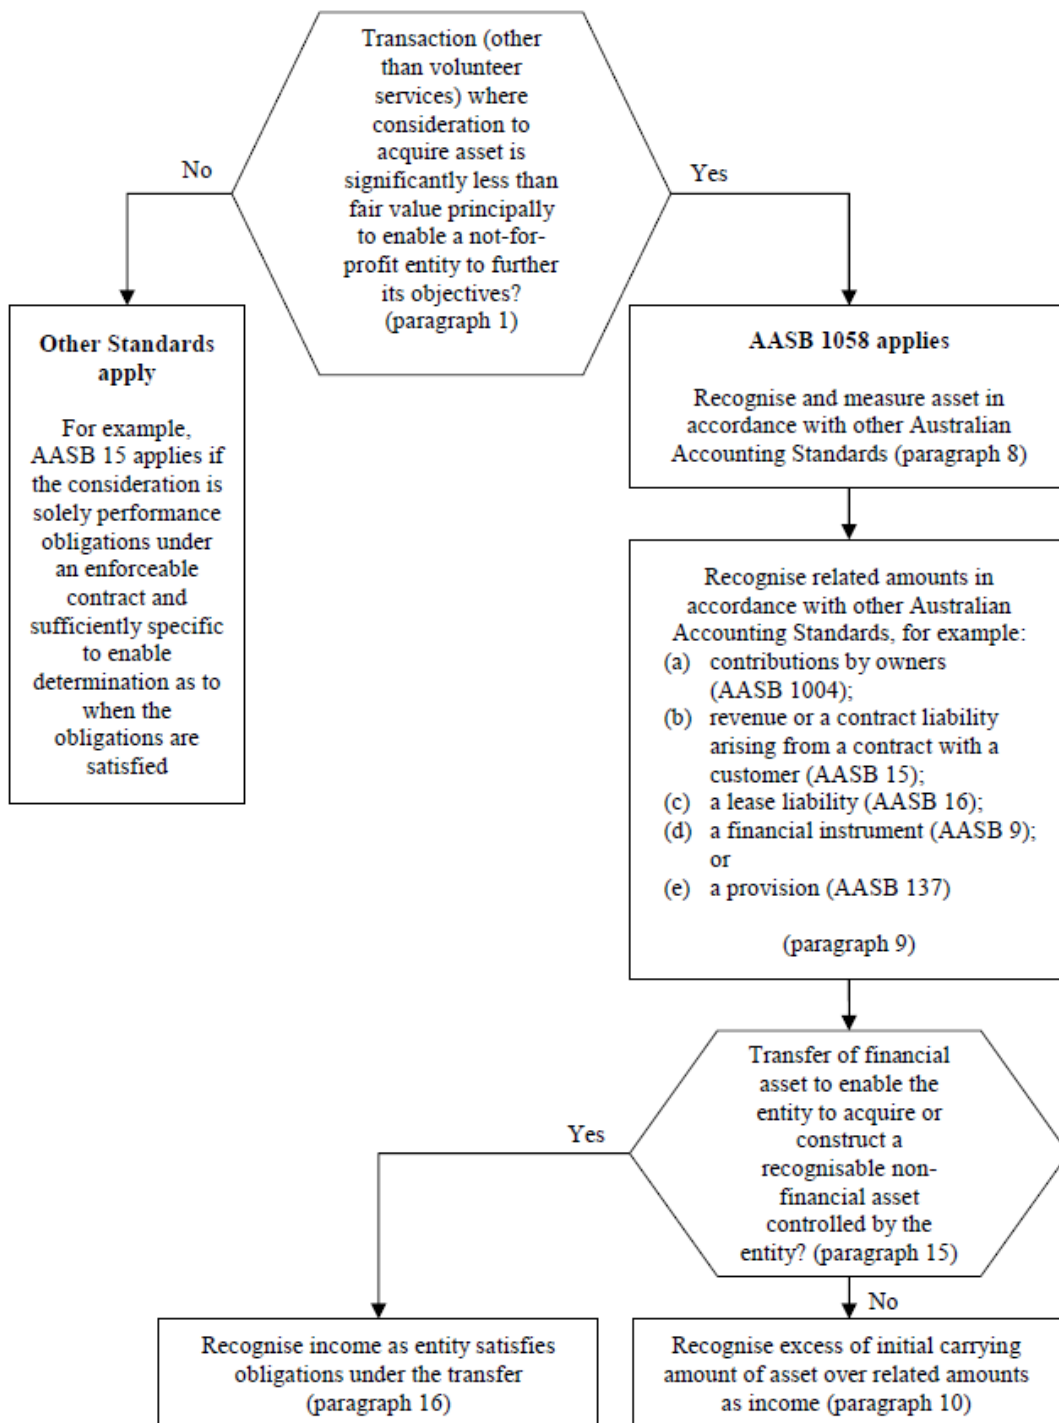 Transaction (other
than volunteer
services) where
consideration to
acquire asset is
significantly less than
fair value principally
to enable a not-for-
profit entity to further
its objectives?
(paragraph 1)
No
Yes
Other Standards
apply
For example,
AASB 15 applies if
the consideration is
solely performance
obligations under
an enforceable
contract and
sufficiently specific
to enable
determination as to
when the
obligations are
satisfied
AASB 1058 applies
Recognise and measure asset in
accordance with other Australian
Accounting Standards (paragraph 8)
Recognise related amounts in
accordance with other Australian
Accounting Standards, for example:
(a) contributions by owners
(AASB 1004);
(b) revenue or a contract liability
arising from a contract with a
customer (AASB 15);
(c) a lease liability (AASB 16);
(d) a financial instrument (AASB 9);
or
(e) a provision (AASB 137)
(paragraph 9)
Transfer of financial
asset to enable the
entity to acquire or
construct a
recognisable non-
financial asset
controlled by the
entity? (paragraph 15)
Yes
No
Recognise income as entity satisfies
obligations under the transfer
(paragraph 16)
Recognise excess of initial carrying
amount of asset over related amounts
as income (paragraph 10)